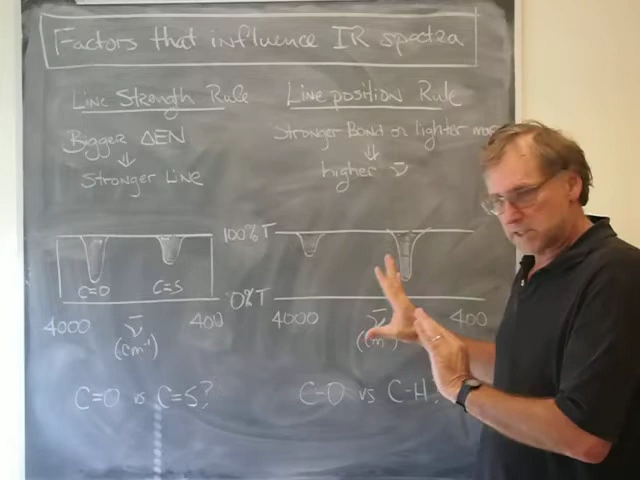 Factors that influence IR spectra
Line Strength Rule
Bigger ΔEN
↓
Stronger Line
Line position Rule
Stronger Bond or lighter
⇓
higher ν̄
100%T
0%T
C=O C=S
4000 ν̄ 400
(cm⁻¹)
4000 ν̄ 400
C=O vs C=S?
C-O vs C-H?